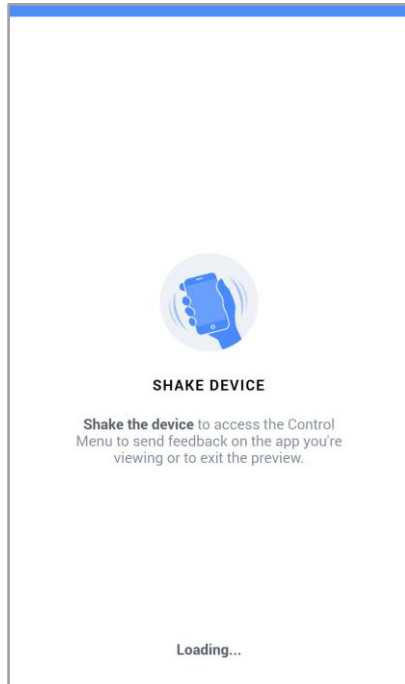 SHAKE DEVICE
Shake the device to access the Control
Menu to send feedback on the app you're
viewing or to exit the preview.
Loading...